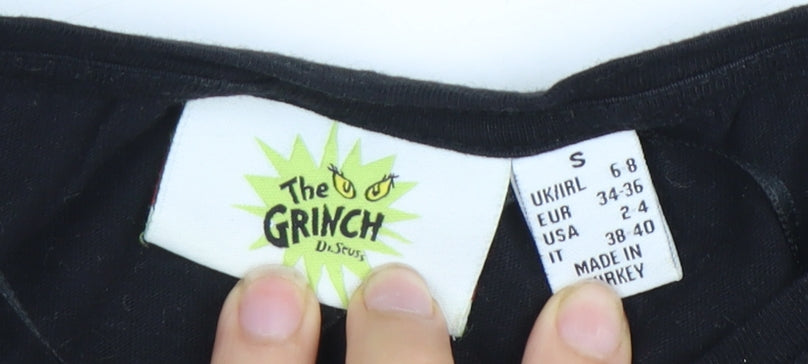 The
GRINCH
Dr. Seuss
S
UK/IRL 6-8
EUR 34-36
USA 2-4
IT 38-40
MADE IN